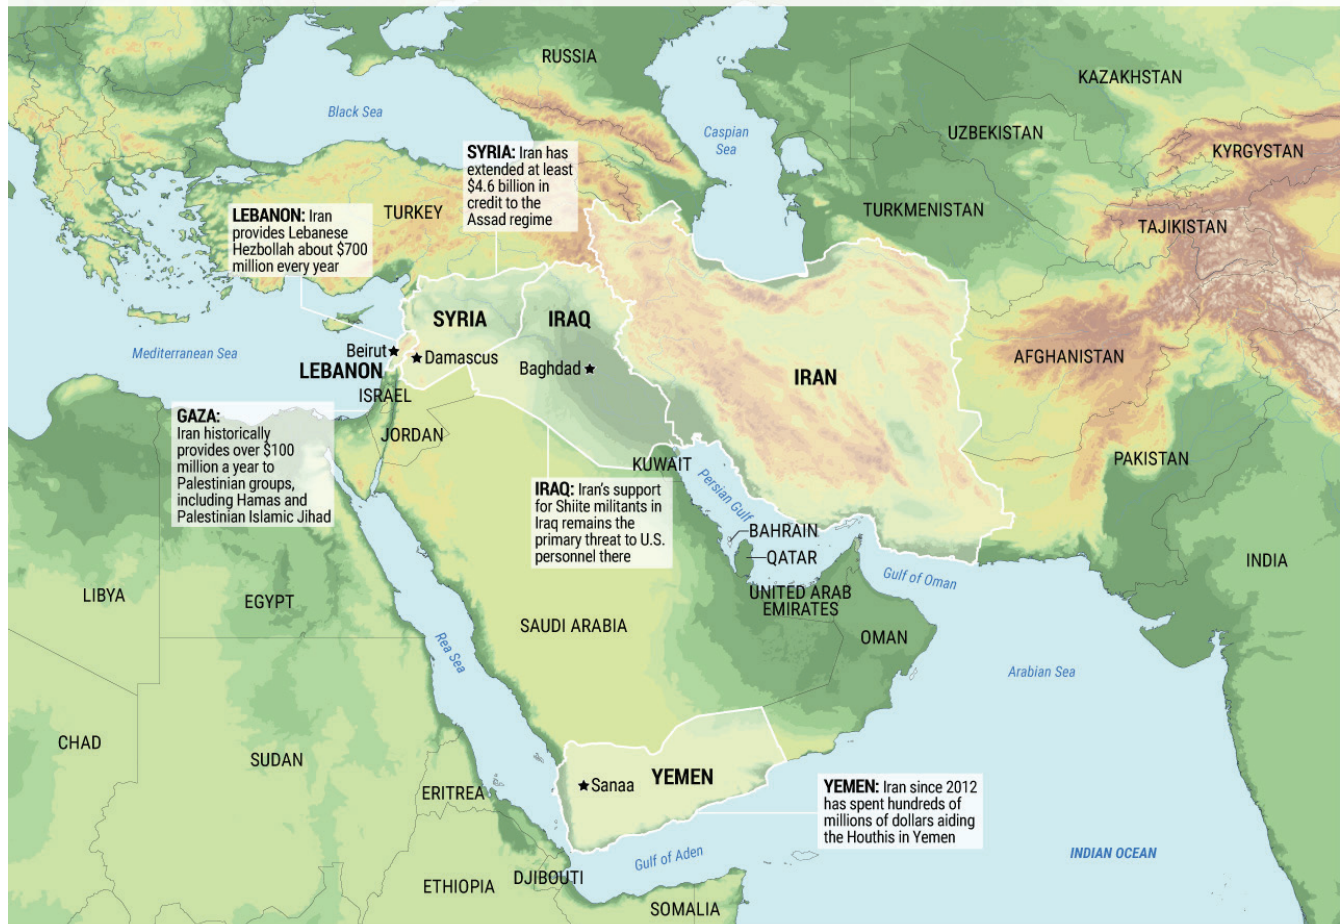 RUSSIA
KAZAKHSTAN
Black Sea
Caspian
Sea
UZBEKISTAN
KYRGYSTAN
SYRIA: Iran has
extended at least
$4.6 billion in
credit to the
Assad regime
TURKEY
TURKMENISTAN
TAJIKISTAN
LEBANON: Iran
provides Lebanese
Hezbollah about $700
million every year
SYRIA
IRAQ
Mediterranean Sea
Beirut
Damascus
LEBANON
Baghdad
IRAN
AFGHANISTAN
ISRAEL
GAZA:
Iran historically
provides over $100
million a year to
Palestinian groups,
including Hamas and
Palestinian Islamic Jihad
JORDAN
KUWAIT
PAKISTAN
IRAQ: Iran's support
for Shiite militants in
Iraq remains the
primary threat to U.S.
personnel there
Persian Gulf
BAHRAIN
QATAR
Gulf of Oman
INDIA
LIBYA
EGYPT
UNITED ARAB
EMIRATES
SAUDI ARABIA
OMAN
Rea Sea
Arabian Sea
CHAD
SUDAN
YEMEN
Sanaa
ERITREA
YEMEN: Iran since 2012
has spent hundreds of
millions of dollars aiding
the Houthis in Yemen
Gulf of Aden
INDIAN OCEAN
ETHIOPIA
DJIBOUTI
SOMALIA